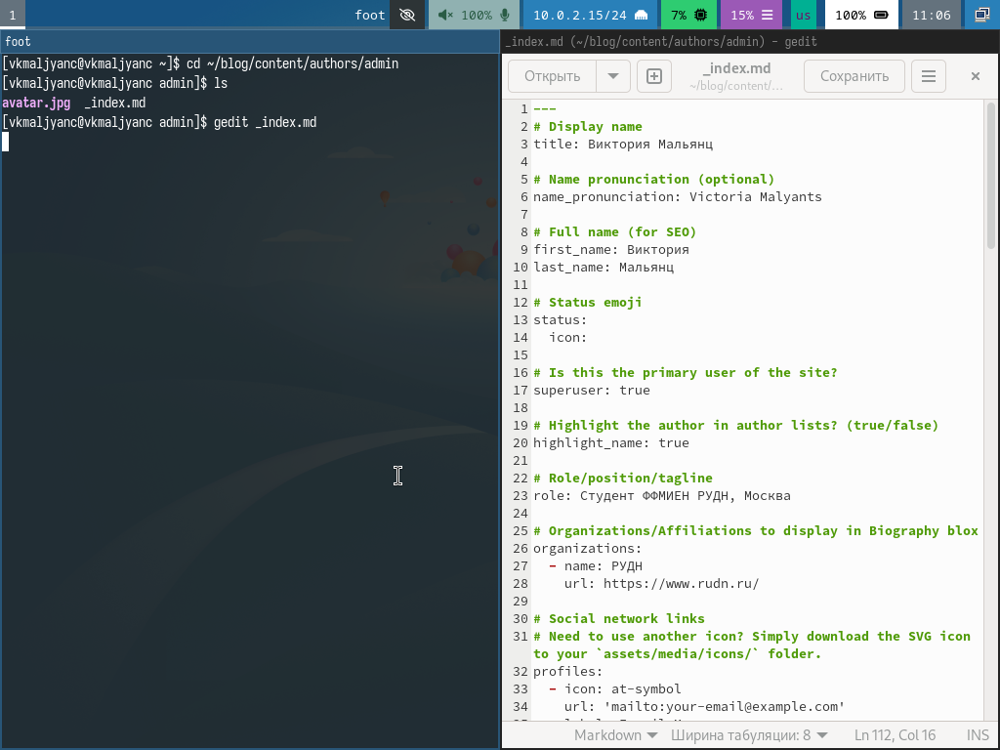 1
foot
100%
10.0.2.15/24
7%
15%
us
100%
11:06
foot
[vkmaljyanc@vkmaljyanc ~]$ cd ~/blog/content/authors/admin
[vkmaljyanc@vkmaljyanc admin]$ ls
avatar.jpg  _index.md
[vkmaljyanc@vkmaljyanc admin]$ gedit _index.md
_index.md (~/blog/content/authors/admin) – gedit
Открыть
_index.md
~/blog/content/…
Сохранить
1 ---
2 # Display name
3 title: Виктория Мальянц
4
5 # Name pronunciation (optional)
6 name_pronunciation: Victoria Malyants
7
8 # Full name (for SEO)
9 first_name: Виктория
10 last_name: Мальянц
11
12 # Status emoji
13 status:
14   icon:
15
16 # Is this the primary user of the site?
17 superuser: true
18
19 # Highlight the author in author lists? (true/false)
20 highlight_name: true
21
22 # Role/position/tagline
23 role: Студент ФФМИЕН РУДН, Москва
24
25 # Organizations/Affiliations to display in Biography blox
26 organizations:
27   - name: РУДН
28     url: https://www.rudn.ru/
29
30 # Social network links
31 # Need to use another icon? Simply download the SVG icon
to your `assets/media/icons/` folder.
32 profiles:
33   - icon: at-symbol
34     url: 'mailto:your-email@example.com'
Markdown
Ширина табуляции: 8
Ln 112, Col 16
INS